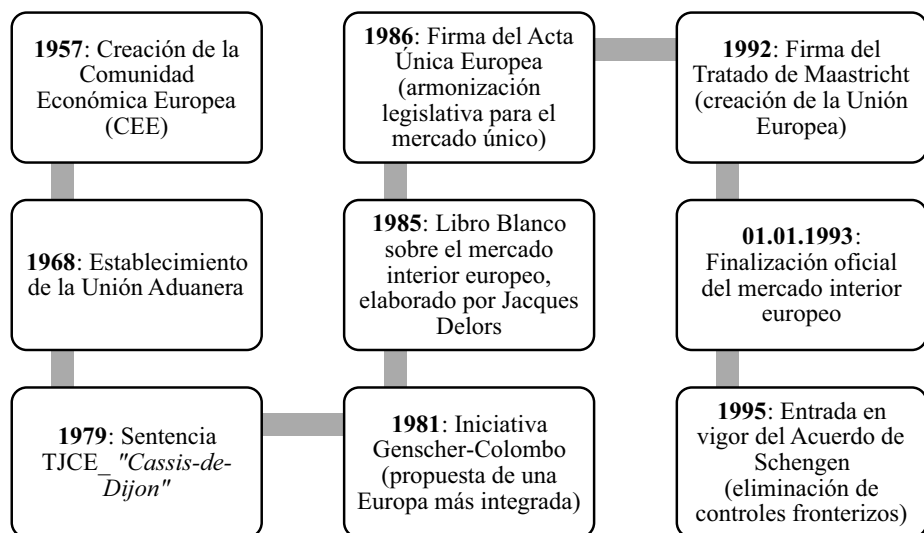 1957: Creación de la
Comunidad
Económica Europea
(CEE)
1968: Establecimiento
de la Unión Aduanera
1979: Sentencia
TJCE_ "Cassis-de-
Dijon"
1981: Iniciativa
Genscher-Colombo
(propuesta de una
Europa más integrada)
1985: Libro Blanco
sobre el mercado
interior europeo,
elaborado por Jacques
Delors
1986: Firma del Acta
Única Europea
(armonización
legislativa para el
mercado único)
1992: Firma del
Tratado de Maastricht
(creación de la Unión
Europea)
01.01.1993:
Finalización oficial
del mercado interior
europeo
1995: Entrada en
vigor del Acuerdo de
Schengen
(eliminación de
controles fronterizos)